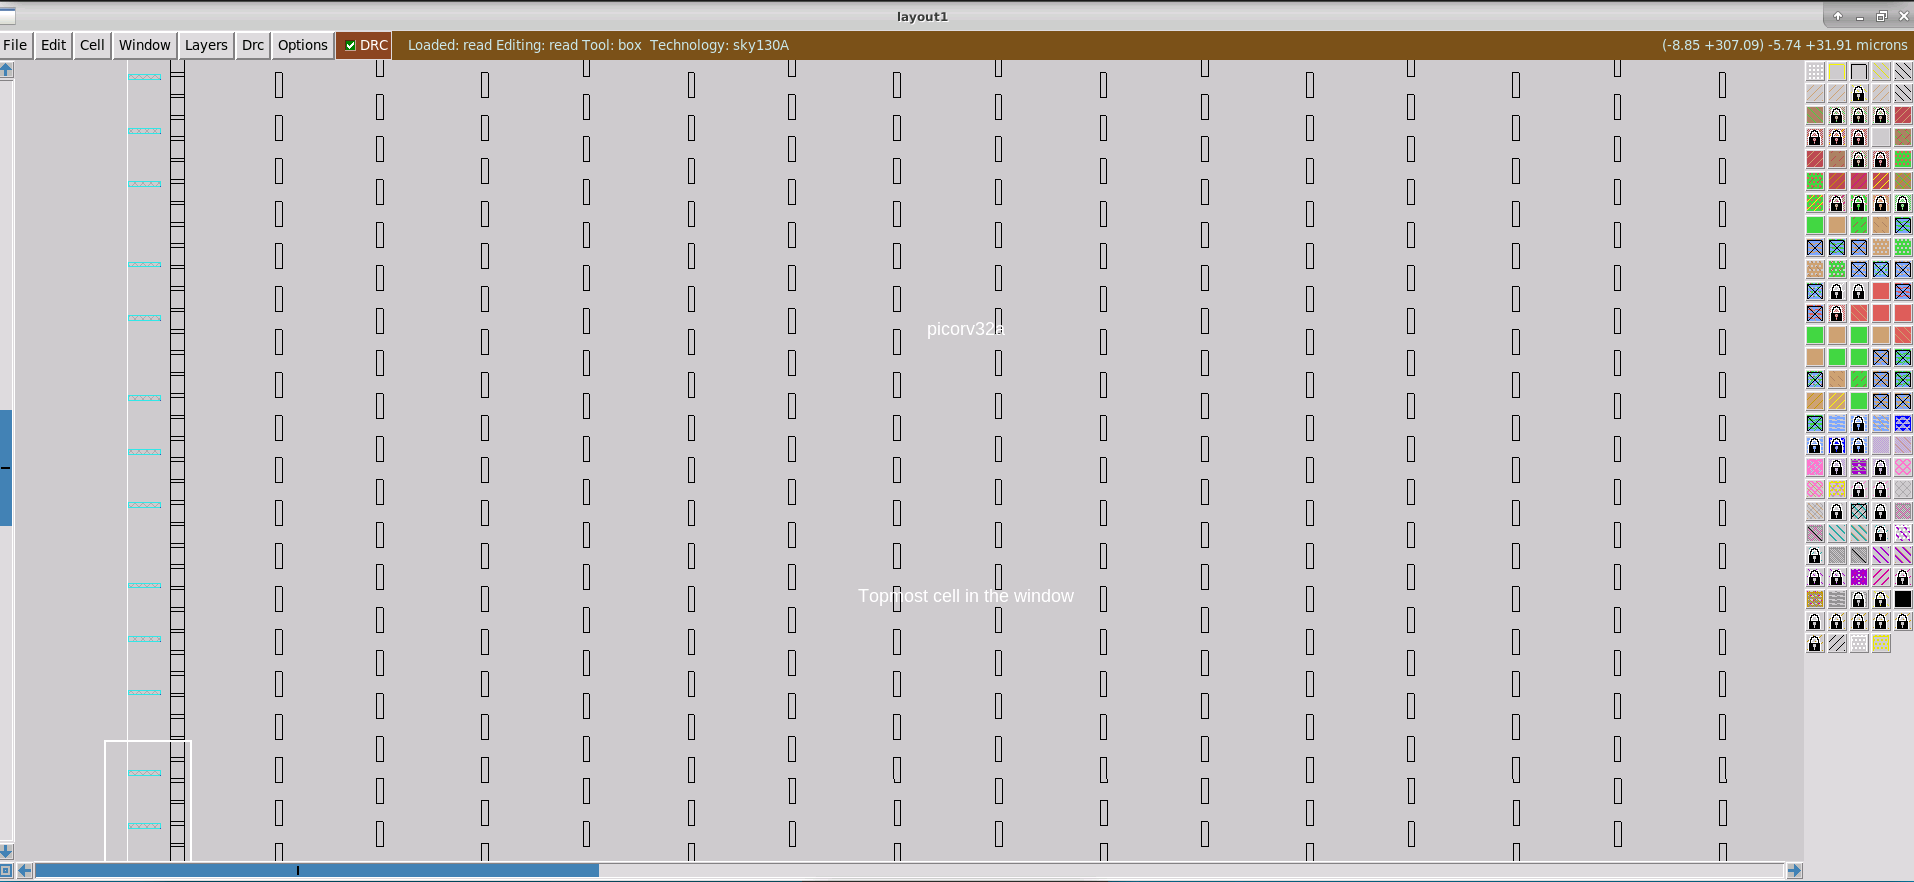 layout1
File Edit Cell Window Layers Drc Options DRC Loaded: read Editing: read Tool: box Technology: sky130A (-8.85 +307.09) -5.74 +31.91 microns
picorv32a
Topmost cell in the window